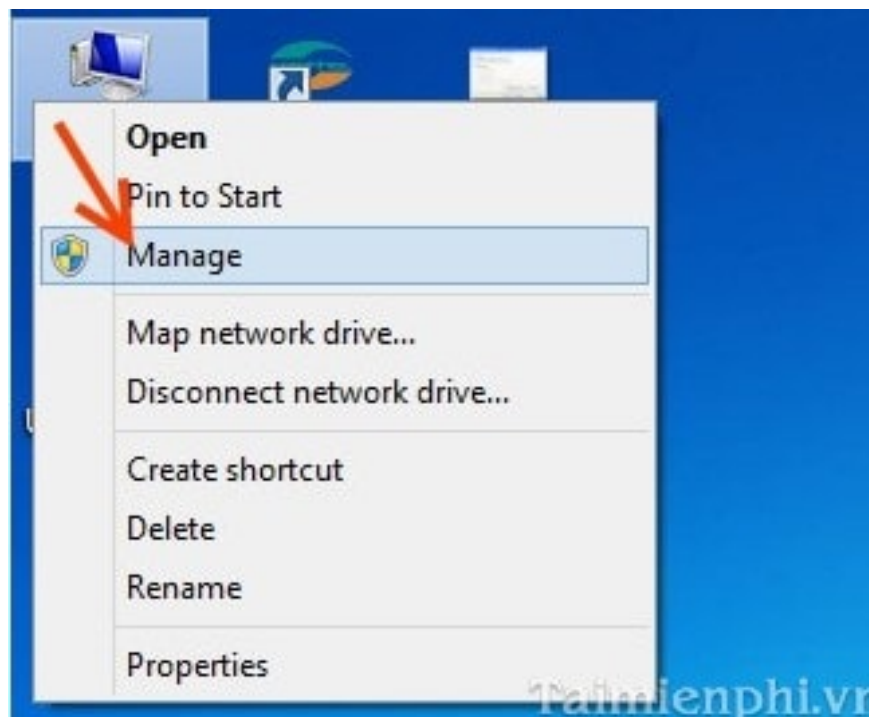 Open
Pin to Start
Manage
Map network drive...
Disconnect network drive...
Create shortcut
Delete
Rename
Properties
Taimienphi.vn